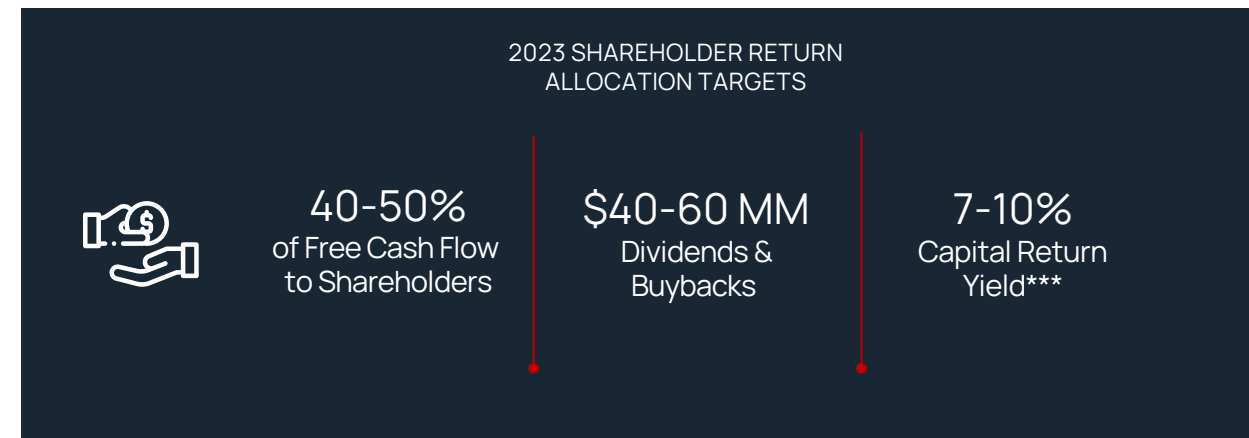 2023 SHAREHOLDER RETURN
ALLOCATION TARGETS
$
40-50%
of Free Cash Flow
to Shareholders
$40-60 MM
Dividends &
Buybacks
7-10%
Capital Return
Yield***